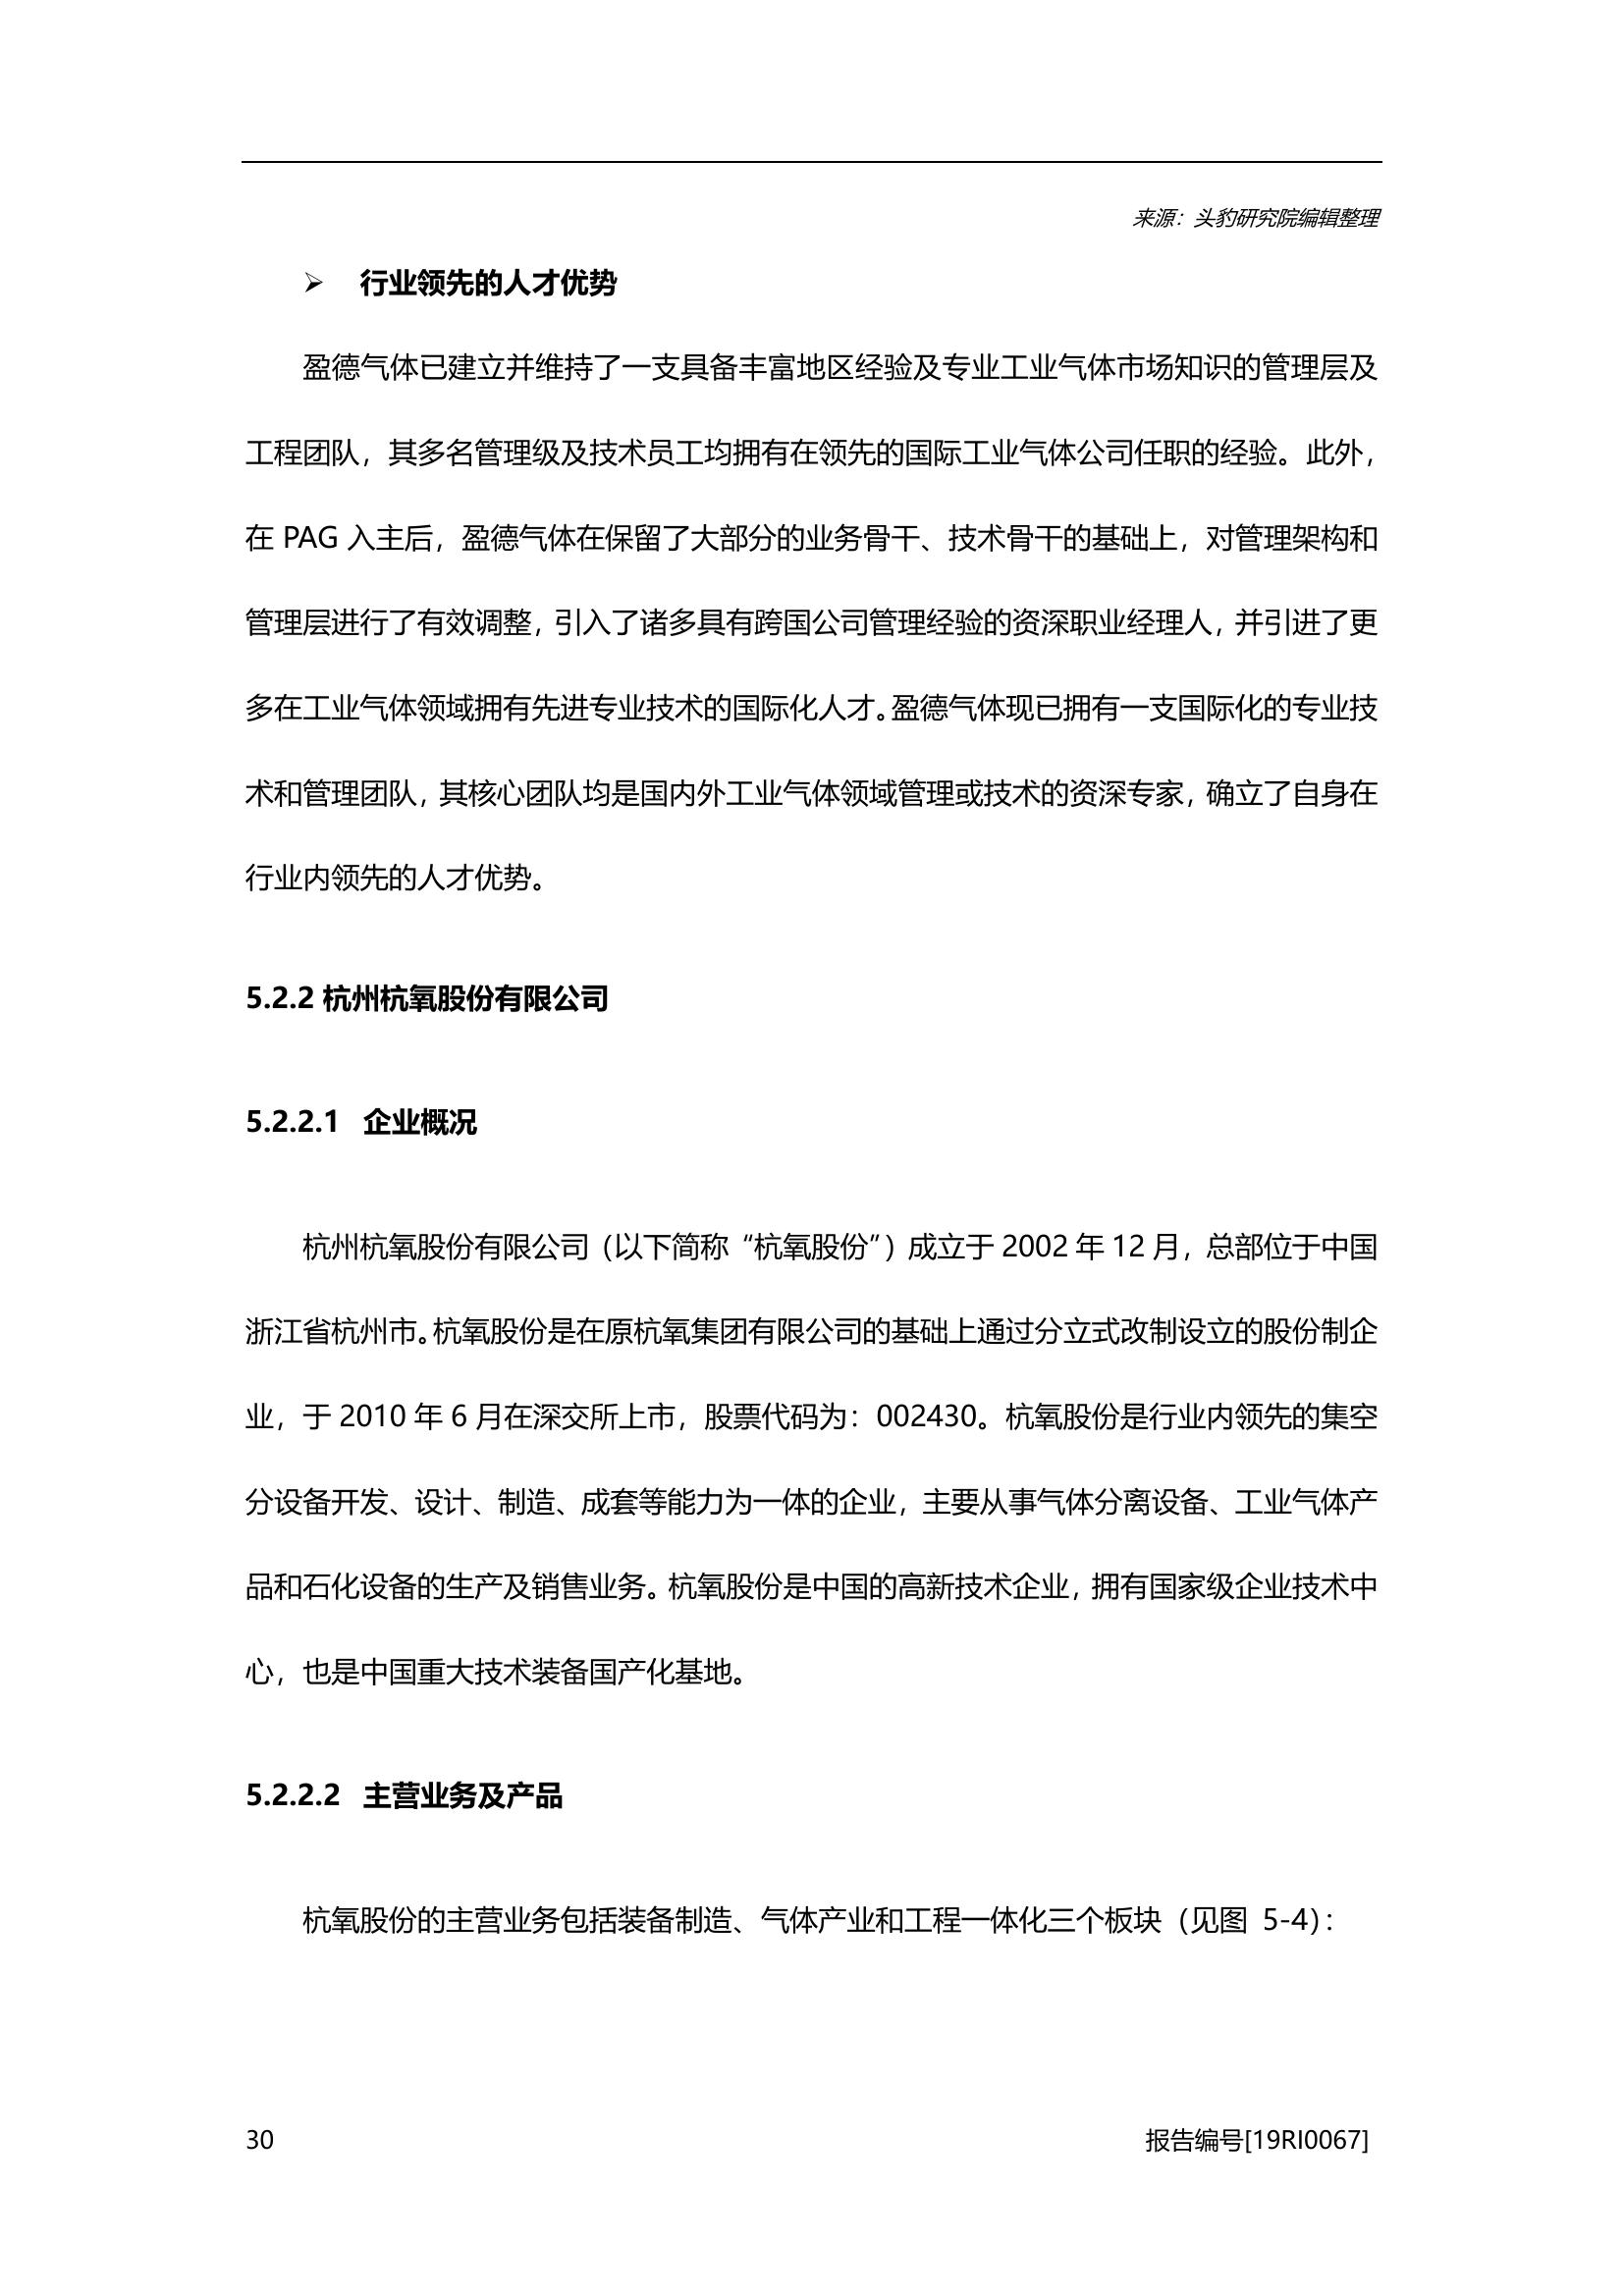 来源：头豹研究院编辑整理
➢ 行业领先的人才优势
盈德气体已建立并维持了一支具备丰富地区经验及专业工业气体市场知识的管理层及
工程团队，其多名管理级及技术员工均拥有在领先的国际工业气体公司任职的经验。此外，
在 PAG 入主后，盈德气体在保留了大部分的业务骨干、技术骨干的基础上，对管理架构和
管理层进行了有效调整，引入了诸多具有跨国公司管理经验的资深职业经理人，并引进了更
多在工业气体领域拥有先进专业技术的国际化人才。盈德气体现已拥有一支国际化的专业技
术和管理团队，其核心团队均是国内外工业气体领域管理或技术的资深专家，确立了自身在
行业内领先的人才优势。
5.2.2 杭州杭氧股份有限公司
5.2.2.1 企业概况
杭州杭氧股份有限公司（以下简称“杭氧股份”）成立于 2002 年 12 月，总部位于中国
浙江省杭州市。杭氧股份是在原杭氧集团有限公司的基础上通过分立式改制设立的股份制企
业，于 2010 年 6 月在深交所上市，股票代码为：002430。杭氧股份是行业内领先的集空
分设备开发、设计、制造、成套等能力为一体的企业，主要从事气体分离设备、工业气体产
品和石化设备的生产及销售业务。杭氧股份是中国的高新技术企业，拥有国家级企业技术中
心，也是中国重大技术装备国产化基地。
5.2.2.2 主营业务及产品
杭氧股份的主营业务包括装备制造、气体产业和工程一体化三个板块（见图 5-4）：
30
报告编号[19RI0067]